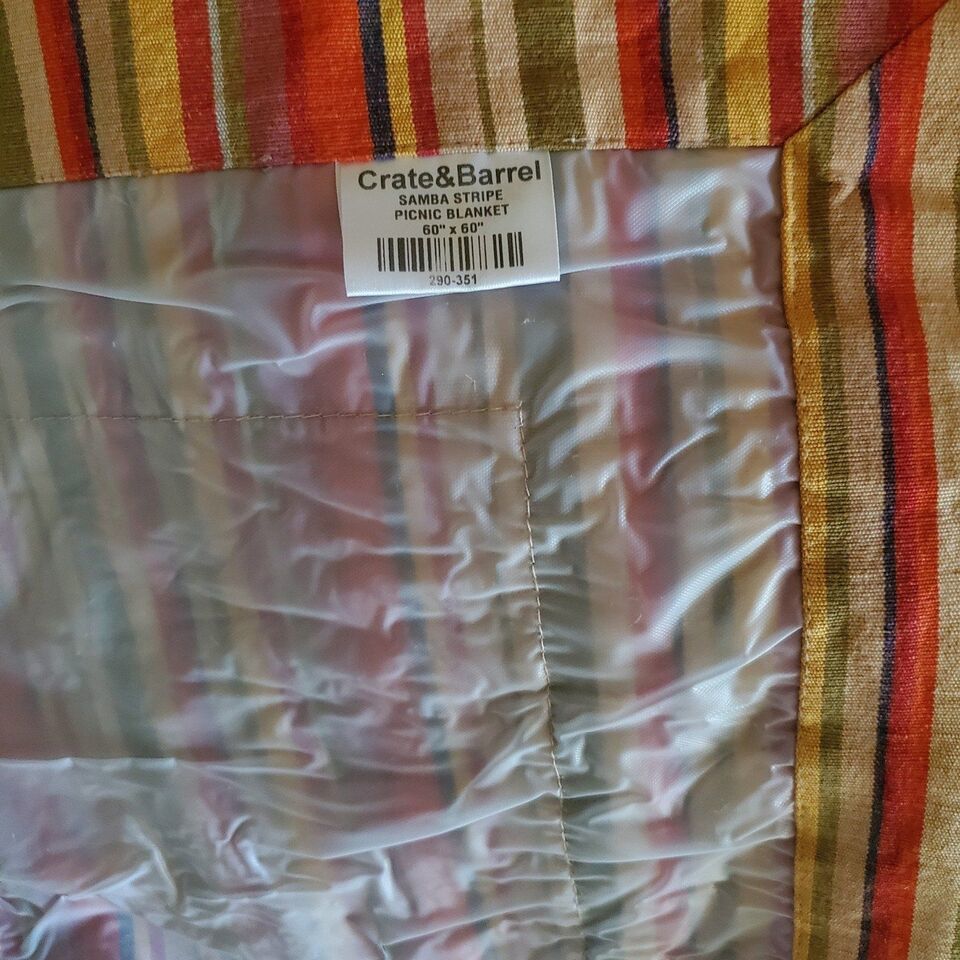 Crate&Barrel
SAMBA STRIPE
PICNIC BLANKET
60" x 60"
290-351